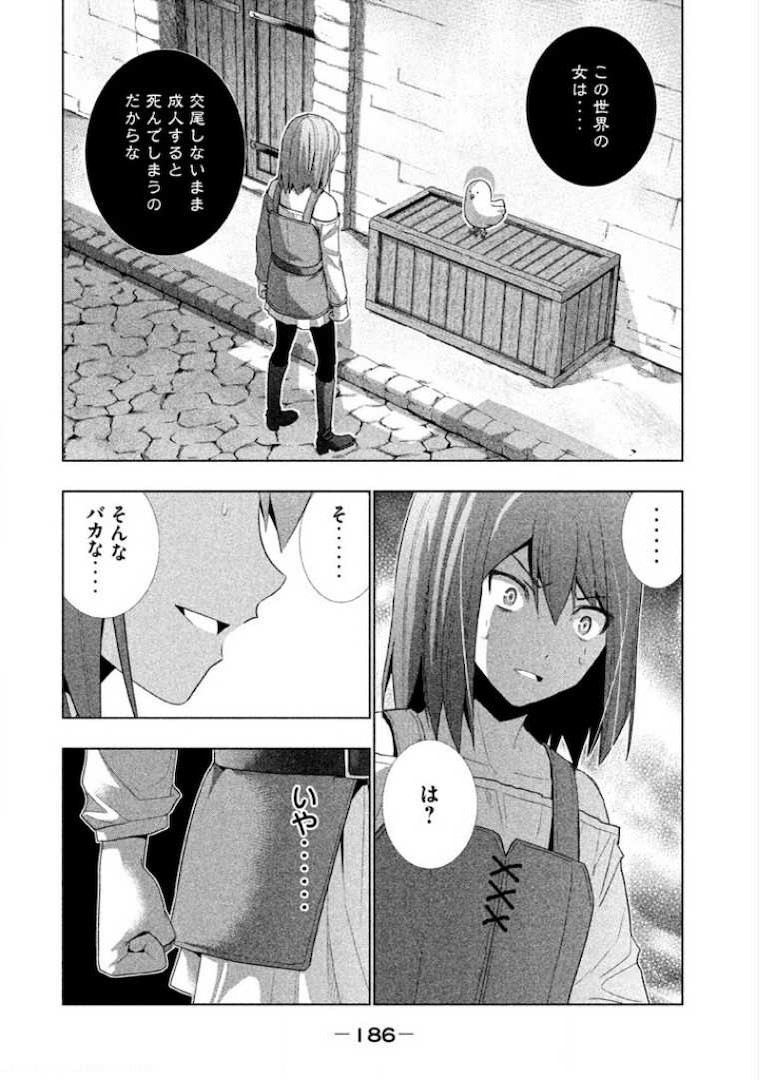 この世界の
女は‥‥
交尾しないまま
成人すると
死んでしまうの
だからな
‥‥‥
は？
そ‥‥‥
そんな
バカな‥‥
いや‥‥‥
－186－